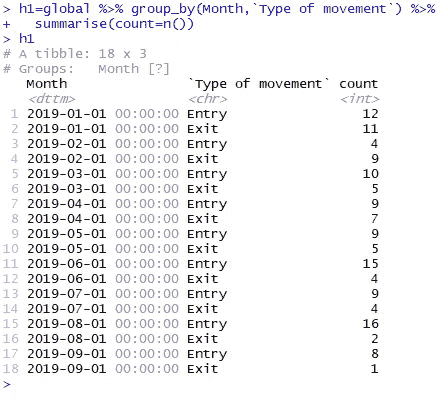 > h1=global %>% group_by(Month,`Type of movement`) %>%
+   summarise(count=n())
> h1
# A tibble: 18 x 3
# Groups:   Month [?]
   Month               `Type of movement` count
   <dttm>              <chr>              <int>
 1 2019-01-01 00:00:00 Entry                 12
 2 2019-01-01 00:00:00 Exit                  11
 3 2019-02-01 00:00:00 Entry                  4
 4 2019-02-01 00:00:00 Exit                   9
 5 2019-03-01 00:00:00 Entry                 10
 6 2019-03-01 00:00:00 Exit                   5
 7 2019-04-01 00:00:00 Entry                  9
 8 2019-04-01 00:00:00 Exit                   7
 9 2019-05-01 00:00:00 Entry                  9
10 2019-05-01 00:00:00 Exit                   5
11 2019-06-01 00:00:00 Entry                 15
12 2019-06-01 00:00:00 Exit                   4
13 2019-07-01 00:00:00 Entry                  9
14 2019-07-01 00:00:00 Exit                   4
15 2019-08-01 00:00:00 Entry                 16
16 2019-08-01 00:00:00 Exit                   2
17 2019-09-01 00:00:00 Entry                  8
18 2019-09-01 00:00:00 Exit                   1
>